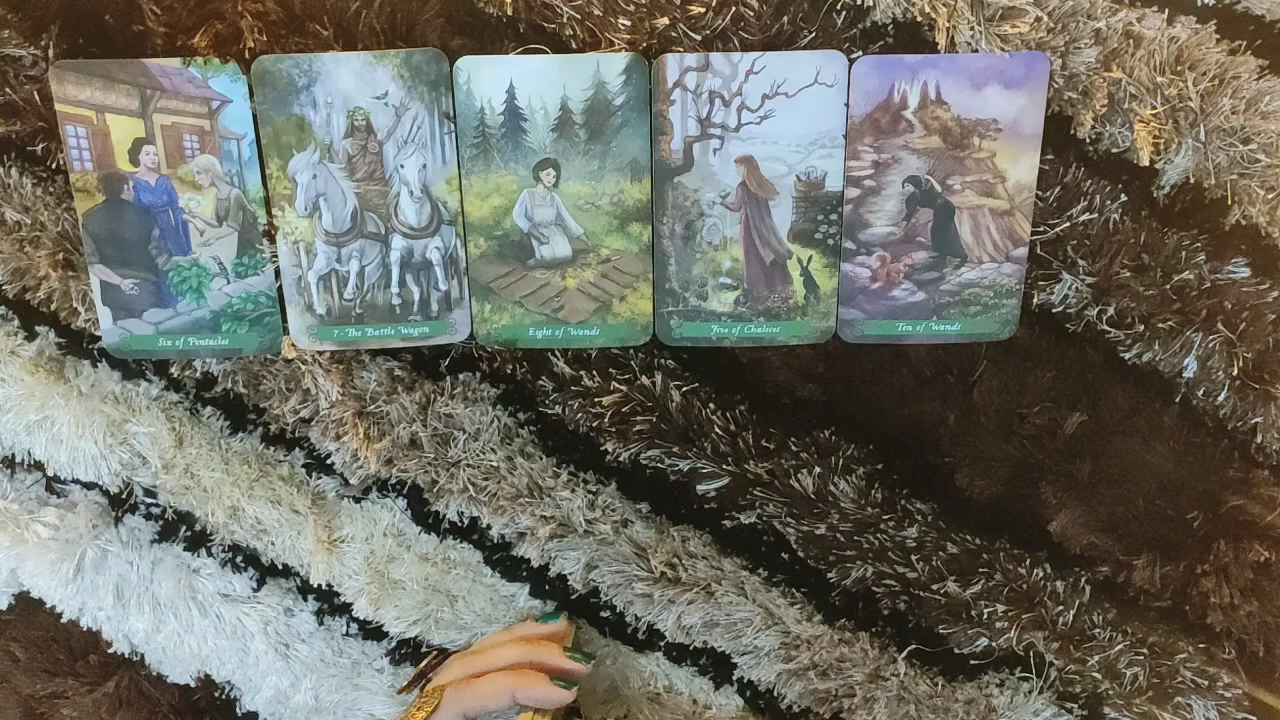 Six of Pentacles
7 - The Battle Wagon
Eight of Wands
Five of Chalices
Ten of Wands